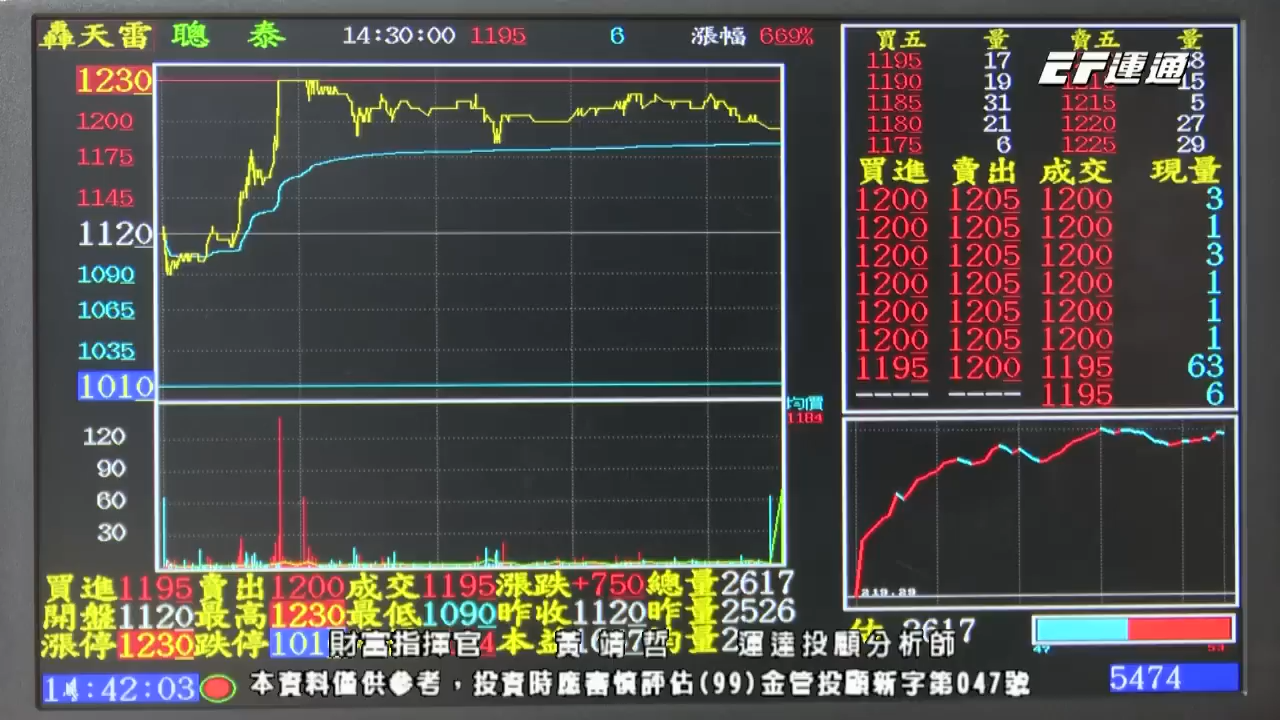 轟天雷 聰 泰 14:30:00 1195 6 漲幅 669%
買五 量 賣五 量
1195 17
1190 19 15
1185 31 1215 5
1180 21 1220 27
1175 6 1225 29
EF運通
買進 賣出 成交 現量
1200 1205 1200 3
1200 1205 1200 1
1200 1205 1200 3
1200 1205 1200 1
1200 1205 1200 1
1200 1205 1200 1
1195 1200 1195 63
---- ---- 1195 6
1230
1200
1175
1145
1120
1090
1065
1035
1010
均價
1184
120
90
60
30
219.29
買進1195賣出1200成交1195漲跌+750總量2617
開盤1120最高1230最低1090昨收1120昨量2526
漲停1230跌停101
財富指揮官 黃靖哲 運達投顧分析師
2617
47 53
14:42:03
本資料僅供參考，投資時應審慎評估(99)金管投顧新字第047號
5474